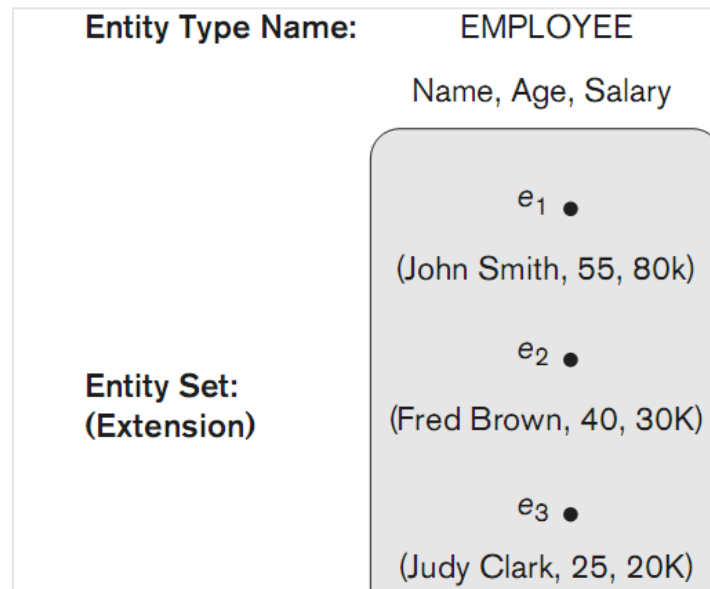 Entity Type Name: EMPLOYEE
Name, Age, Salary
e₁
(John Smith, 55, 80k)
e₂
Entity Set:
(Extension)
(Fred Brown, 40, 30K)
e₃
(Judy Clark, 25, 20K)